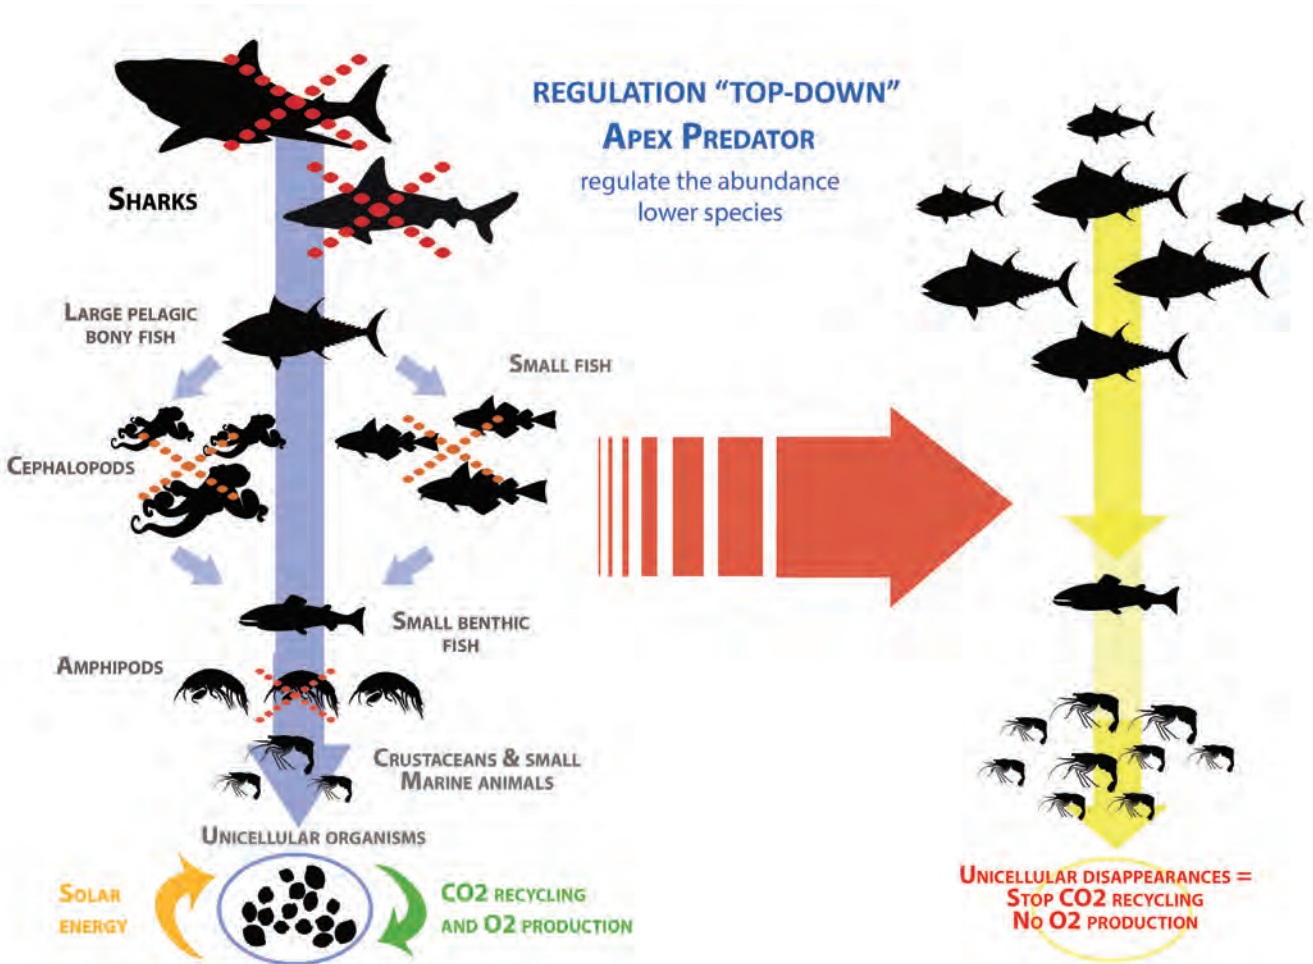 REGULATION “TOP-DOWN”
APEX PREDATOR
regulate the abundance
lower species
SHARKS
LARGE PELAGIC
BONY FISH
SMALL FISH
CEPHALOPODS
SMALL BENTHIC
FISH
AMPHIPODS
CRUSTACEANS & SMALL
MARINE ANIMALS
UNICELLULAR ORGANISMS
SOLAR
ENERGY
CO2 RECYCLING
AND O2 PRODUCTION
UNICELLULAR DISAPPEARANCES =
STOP CO2 RECYCLING
NO O2 PRODUCTION